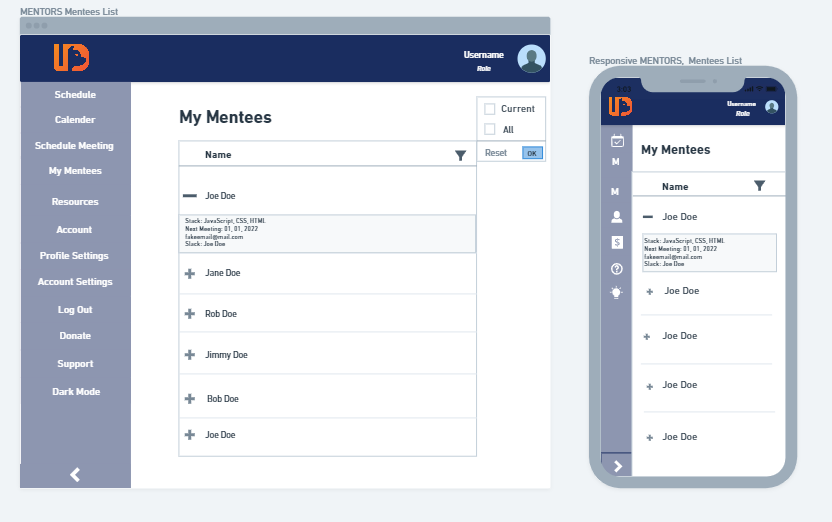 MENTORS Mentees List
Username
Role
Schedule
Calender
Schedule Meeting
My Mentees
Resources
Account
Profile Settings
Account Settings
Log Out
Donate
Support
Dark Mode
My Mentees
Current
All
Reset
OK
Name
Joe Doe
Stack: JavaScript, CSS, HTML
Next Meeting: 01, 01, 2022
fakeemail@mail.com
Slack: Joe Doe
Jane Doe
Rob Doe
Jimmy Doe
Bob Doe
Joe Doe
Responsive MENTORS, Mentees List
3:03
Username
Role
M
M
$
?
My Mentees
Name
Joe Doe
Stack: JavaScript, CSS, HTML
Next Meeting: 01, 01, 2022
fakeemail@mail.com
Slack: Joe Doe
Joe Doe
Joe Doe
Joe Doe
Joe Doe